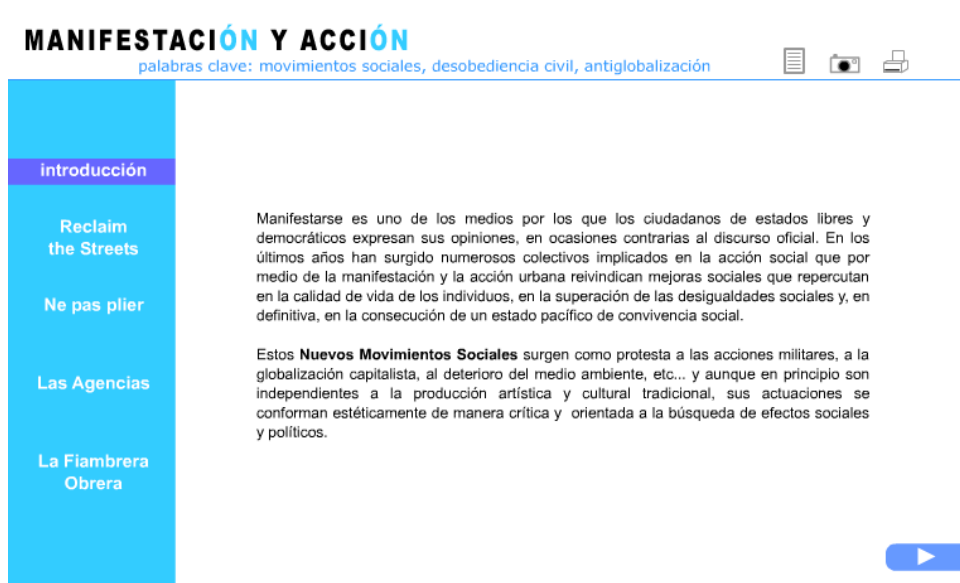 MANIFESTACIÓN Y ACCIÓN
palabras clave: movimientos sociales, desobediencia civil, antiglobalización
introducción
Reclaim
the Streets
Ne pas plier
Las Agencias
La Fiambrera
Obrera
Manifestarse es uno de los medios por los que los ciudadanos de estados libres y
democráticos expresan sus opiniones, en ocasiones contrarias al discurso oficial. En los
últimos años han surgido numerosos colectivos implicados en la acción social que por
medio de la manifestación y la acción urbana reivindican mejoras sociales que repercutan
en la calidad de vida de los individuos, en la superación de las desigualdades sociales y, en
definitiva, en la consecución de un estado pacífico de convivencia social.
Estos Nuevos Movimientos Sociales surgen como protesta a las acciones militares, a la
globalización capitalista, al deterioro del medio ambiente, etc... y aunque en principio son
independientes a la producción artística y cultural tradicional, sus actuaciones se
conforman estéticamente de manera crítica y orientada a la búsqueda de efectos sociales
y políticos.